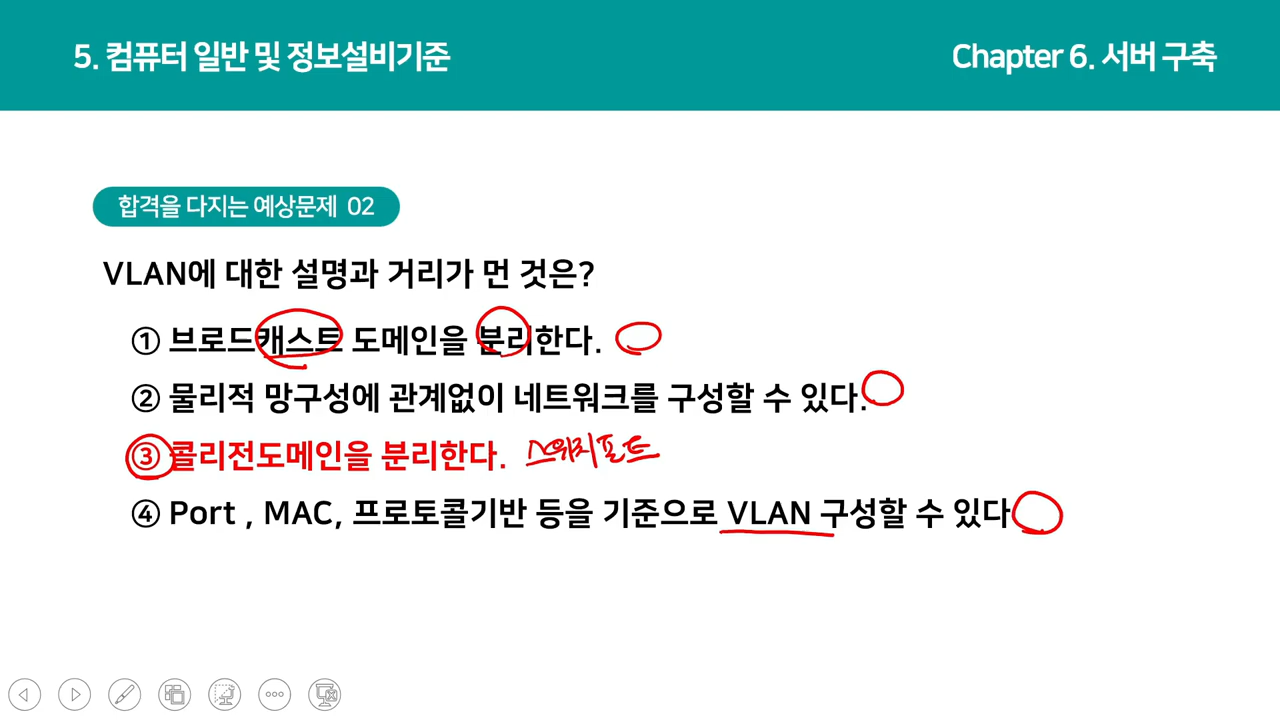 5. 컴퓨터 일반 및 정보설비기준
Chapter 6. 서버 구축
합격을 다지는 예상문제 02
VLAN에 대한 설명과 거리가 먼 것은?
① 브로드캐스트 도메인을 분리한다.
② 물리적 망구성에 관계없이 네트워크를 구성할 수 있다.
③ 콜리전도메인을 분리한다. 스위치포트
④ Port , MAC, 프로토콜기반 등을 기준으로 VLAN 구성할 수 있다